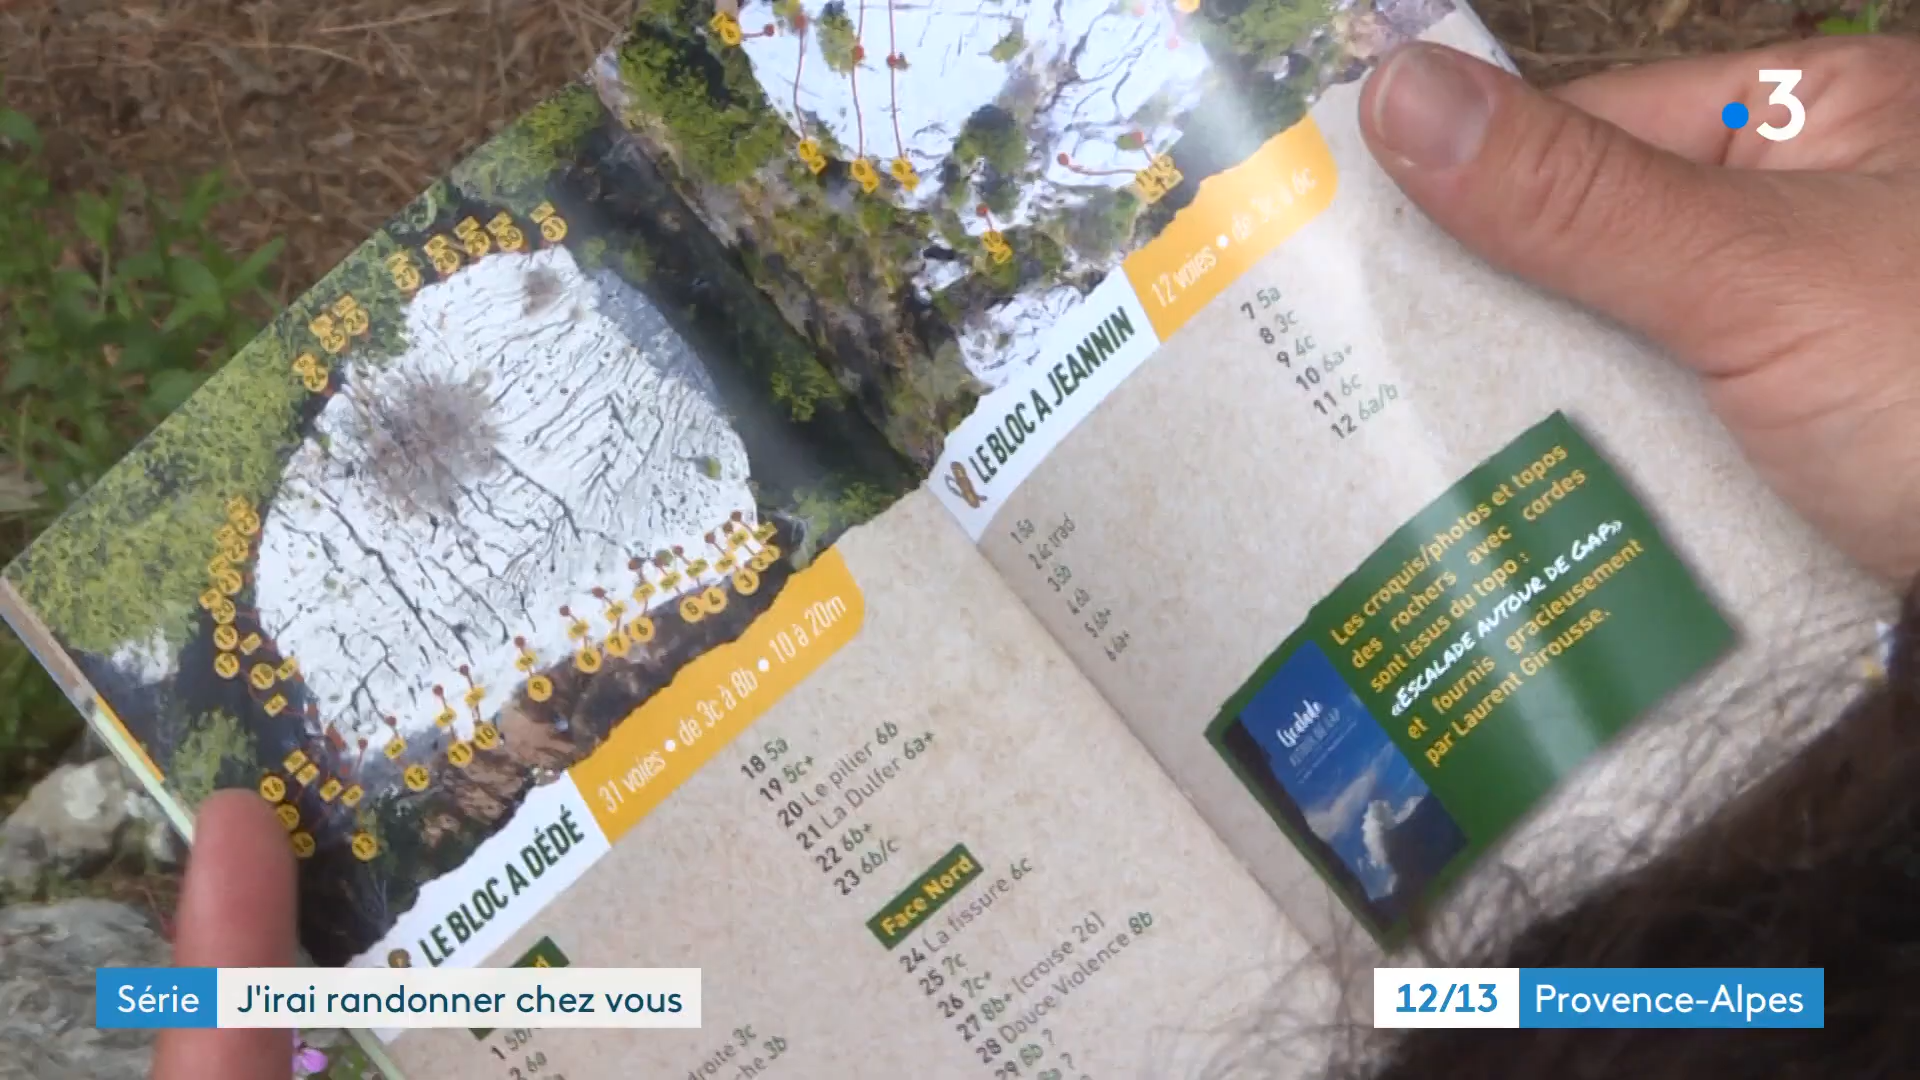 3
LE BLOC A JEANNIN
12 voies • de 3c à 6c
1 5a
2 4c trad
3 5b
4 6b
5 6b+
6 6a+
7 5a
8 3c
9 4c
10 6a+
11 6c
12 6a/b
Les croquis/photos et topos
des rochers avec cordes
sont issus du topo :
«ESCALADE AUTOUR DE GAP»
et fournis gracieusement
par Laurent Girousse.
Escalade
AUTOUR DE GAP
LE BLOC A DÉDÉ
31 voies • de 3c à 8b • 10 à 20m
18 5a
19 5c+
20 Le pilier 6b
21 La Dulfer 6a+
22 6b+
23 6b/c
Face Nord
24 La fissure 6c
25 7c
26 7c+
27 8b+ (croise 26)
28 Douce Violence 8b
29 6b ?
Série
J'irai randonner chez vous
12/13
Provence-Alpes